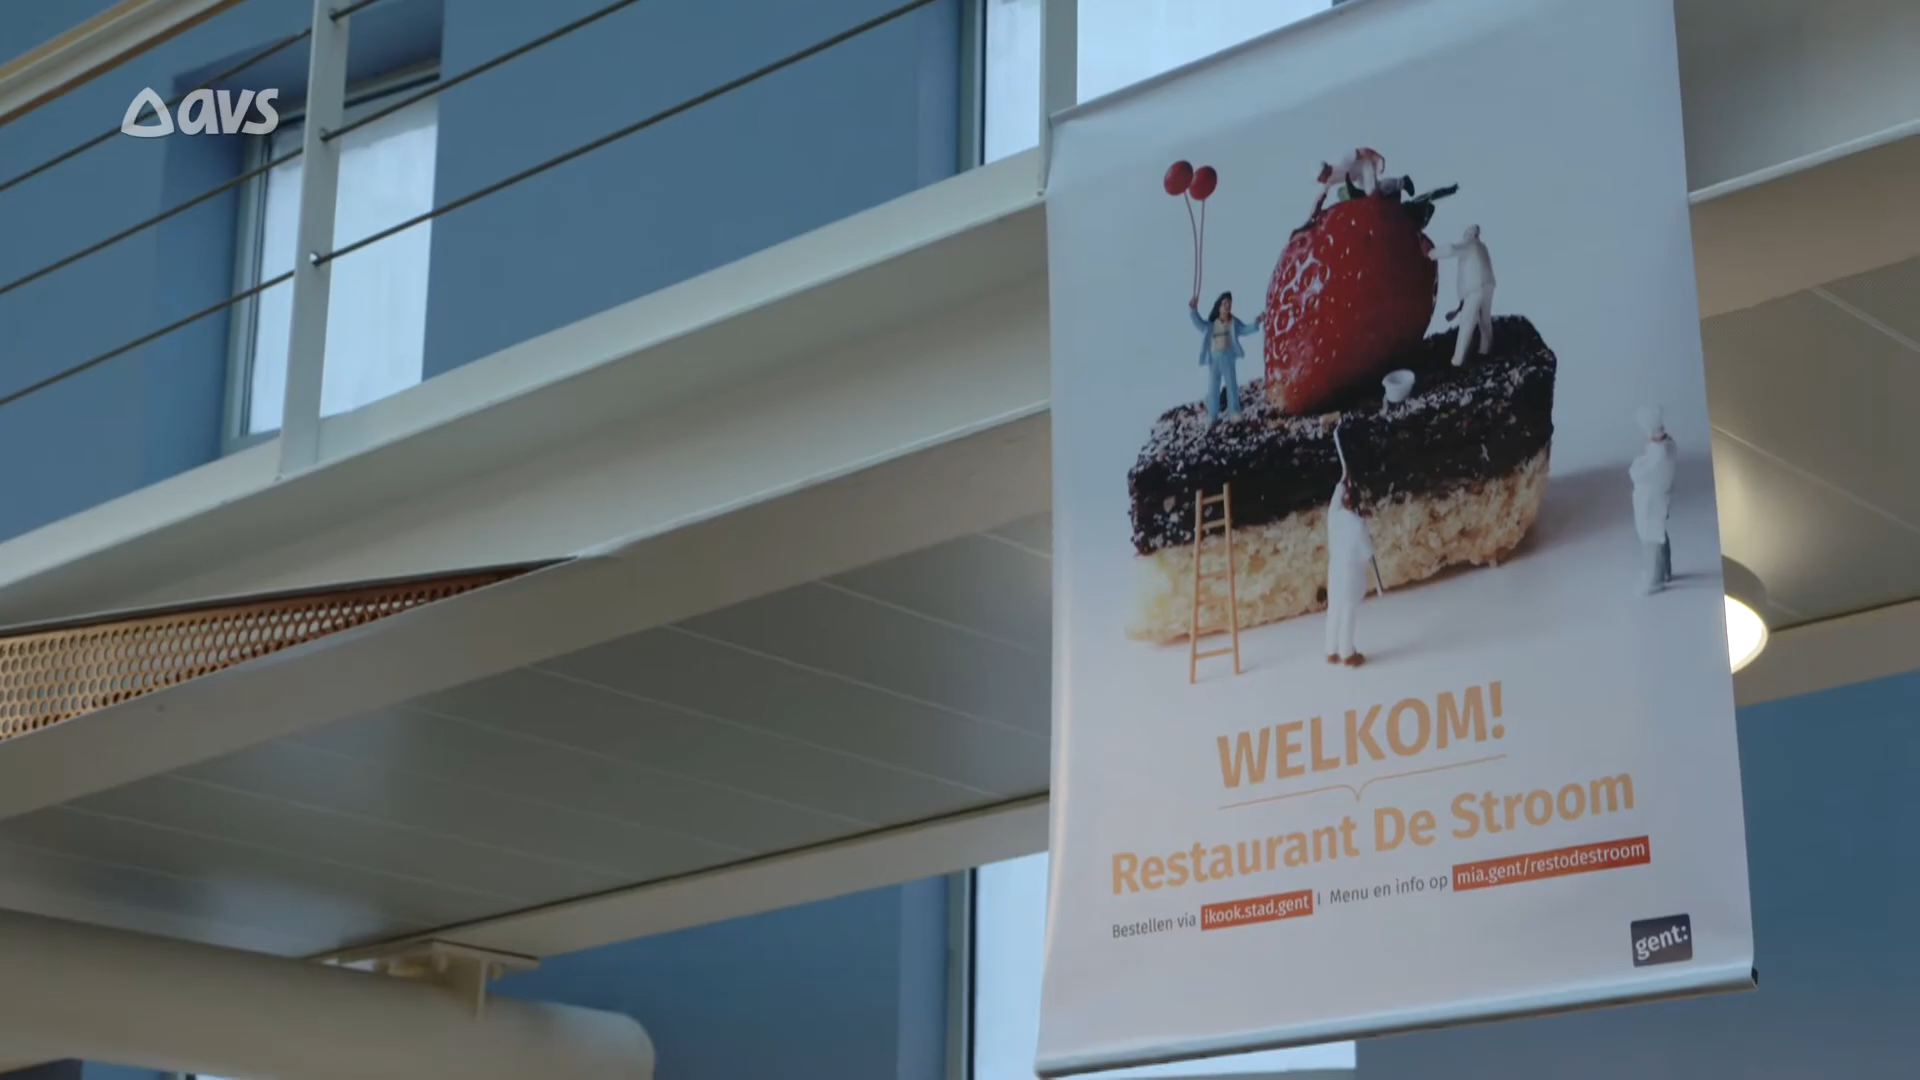 avs
WELKOM!
Restaurant De Stroom
Bestellen via ikook.stad.gent | Menu en info op mia.gent/restodestroom
gent: